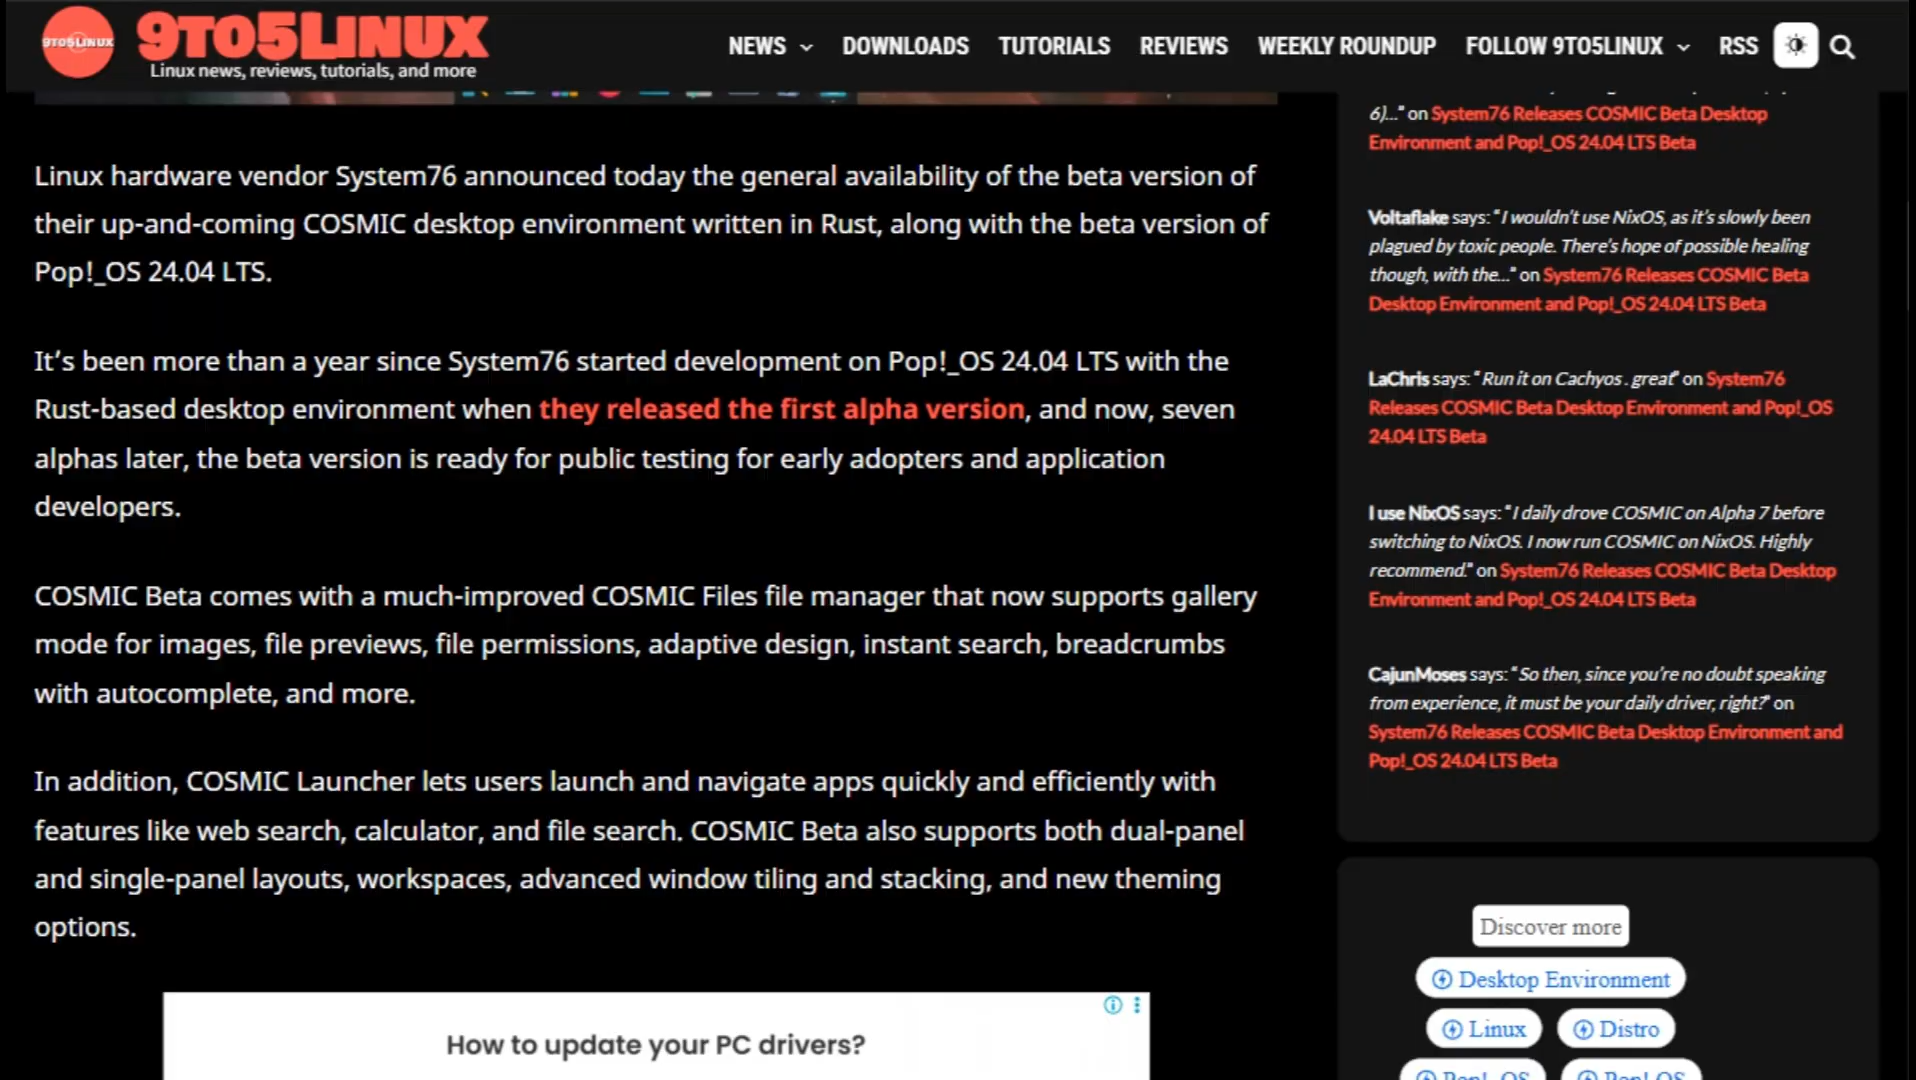 9TO5LINUX
9TO5LINUX
Linux news, reviews, tutorials, and more
NEWS DOWNLOADS TUTORIALS REVIEWS WEEKLY ROUNDUP FOLLOW 9TO5LINUX RSS
Linux hardware vendor System76 announced today the general availability of the beta version of
their up-and-coming COSMIC desktop environment written in Rust, along with the beta version of
Pop!_OS 24.04 LTS.
It’s been more than a year since System76 started development on Pop!_OS 24.04 LTS with the
Rust-based desktop environment when they released the first alpha version, and now, seven
alphas later, the beta version is ready for public testing for early adopters and application
developers.
COSMIC Beta comes with a much-improved COSMIC Files file manager that now supports gallery
mode for images, file previews, file permissions, adaptive design, instant search, breadcrumbs
with autocomplete, and more.
In addition, COSMIC Launcher lets users launch and navigate apps quickly and efficiently with
features like web search, calculator, and file search. COSMIC Beta also supports both dual-panel
and single-panel layouts, workspaces, advanced window tiling and stacking, and new theming
options.
How to update your PC drivers?
6)…” on System76 Releases COSMIC Beta Desktop
Environment and Pop!_OS 24.04 LTS Beta
Voltaflake says: “I wouldn’t use NixOS, as it’s slowly been
plagued by toxic people. There’s hope of possible healing
though, with the…” on System76 Releases COSMIC Beta
Desktop Environment and Pop!_OS 24.04 LTS Beta
LaChris says: “Run it on Cachyos . great” on System76
Releases COSMIC Beta Desktop Environment and Pop!_OS
24.04 LTS Beta
I use NixOS says: “I daily drove COSMIC on Alpha 7 before
switching to NixOS. I now run COSMIC on NixOS. Highly
recommend.” on System76 Releases COSMIC Beta Desktop
Environment and Pop!_OS 24.04 LTS Beta
CajunMoses says: “So then, since you’re no doubt speaking
from experience, it must be your daily driver, right?” on
System76 Releases COSMIC Beta Desktop Environment and
Pop!_OS 24.04 LTS Beta
Discover more
Desktop Environment
Linux Distro
Pop!_OS Pop! OS